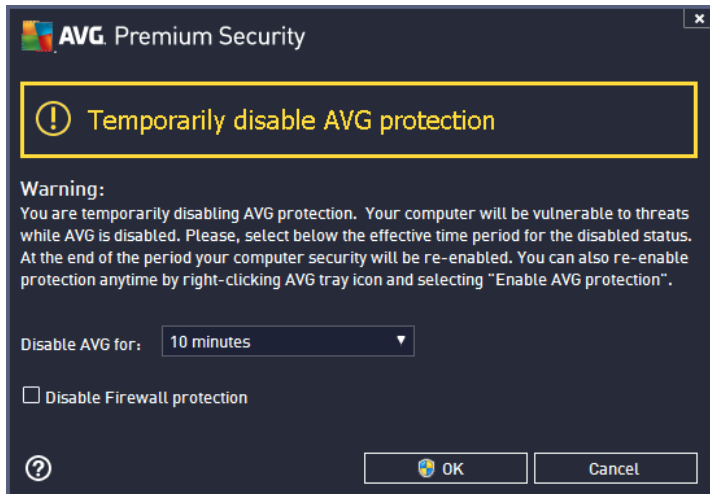 AVG. Premium Security
Temporarily disable AVG protection
Warning:
You are temporarily disabling AVG protection.  Your computer will be vulnerable to threats
while AVG is disabled. Please, select below the effective time period for the disabled status.
At the end of the period your computer security will be re-enabled. You can also re-enable
protection anytime by right-clicking AVG tray icon and selecting "Enable AVG protection".
Disable AVG for: 10 minutes
Disable Firewall protection
OK Cancel